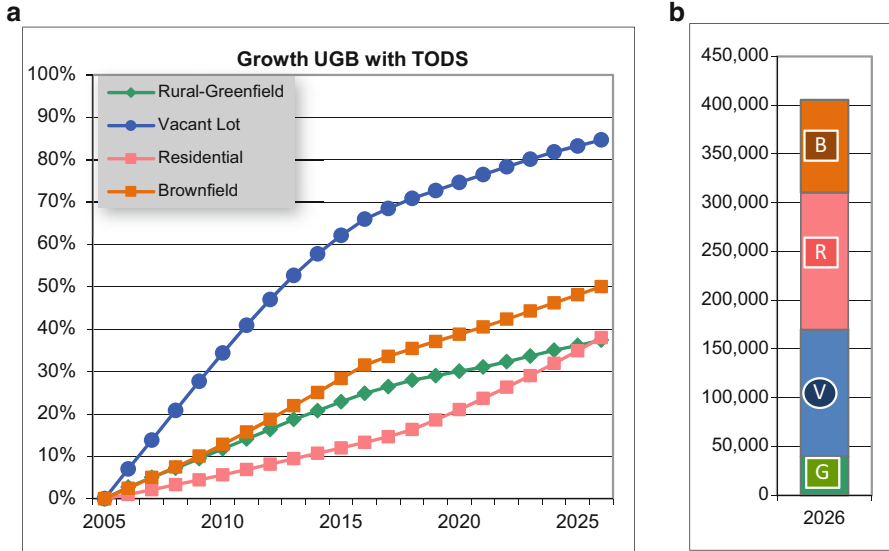 a
Growth UGB with TODS
100%
90%
80%
70%
60%
50%
40%
30%
20%
10%
0%
Rural-Greenfield
Vacant Lot
Residential
Brownfield
2005
2010
2015
2020
2025
b
450,000
400,000
350,000
300,000
250,000
200,000
150,000
100,000
50,000
0
B
R
V
G
2026